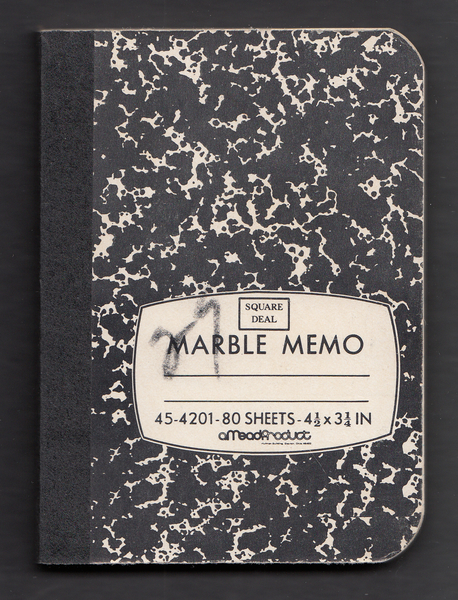 SQUARE
DEAL
MARBLE MEMO
45-4201-80 SHEETS-4½ x 3¼ IN
a Mead Product